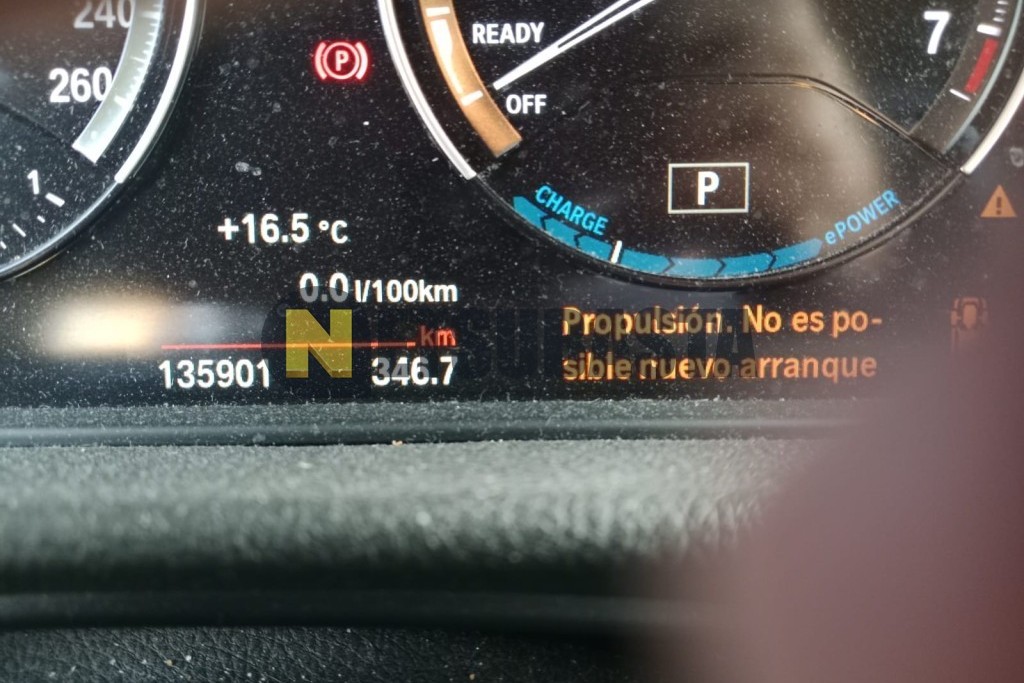 240
260
1
READY
OFF
7
P
P
CHARGE
ePOWER
+16.5 °C
0.0 l/100km
km
135901 346.7
Propulsión. No es po-
sible nuevo arranque
N